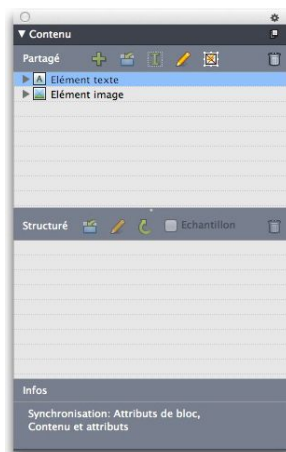 Contenu
Partagé
A Elément texte
Elément image
Structuré Echantillon
Infos
Synchronisation: Attributs de bloc,
Contenu et attributs